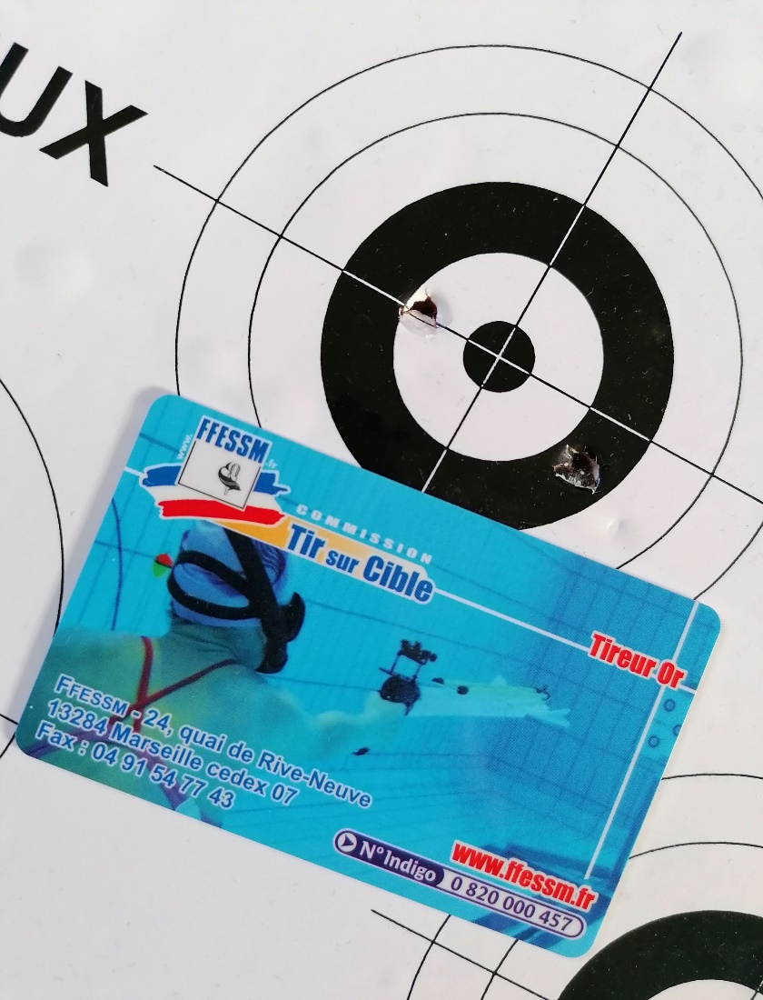 UX
www.
FFESSM
.fr
COMMISSION
Tir sur Cible
Tireur Or
FFESSM - 24, quai de Rive-Neuve
13284 Marseille cedex 07
Fax : 04 91 54 77 43
www.ffessm.fr
N° Indigo 0 820 000 457